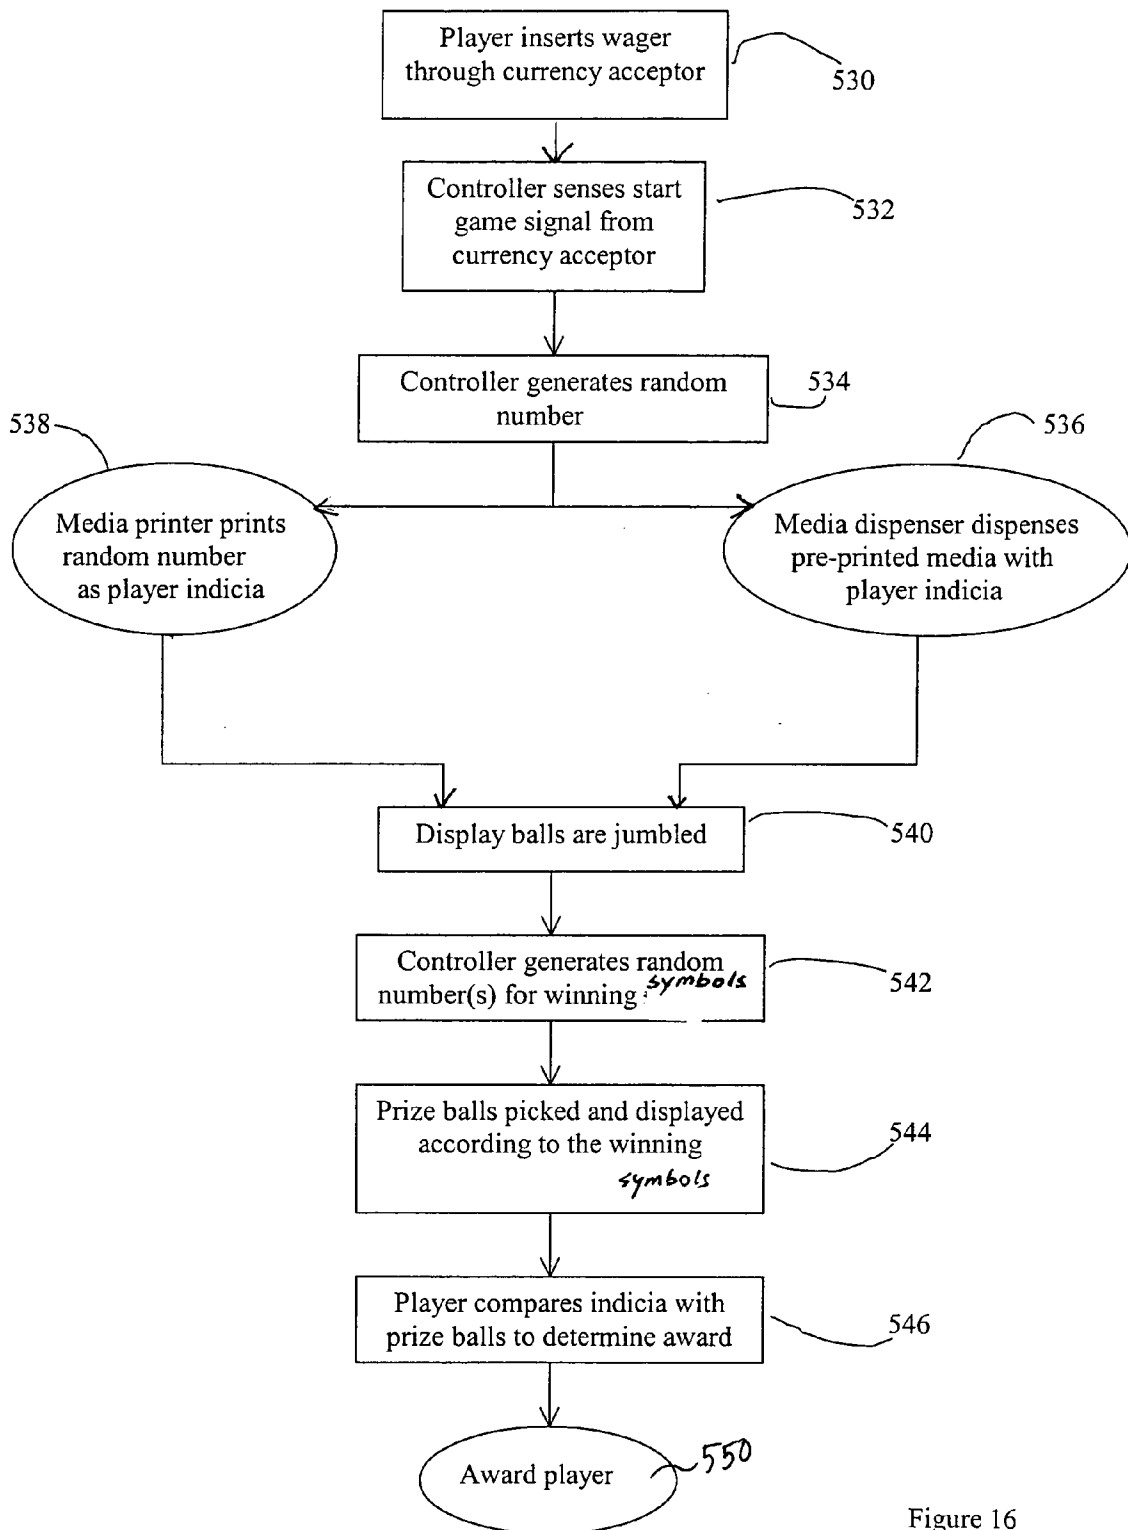 Player inserts wager
through currency acceptor
530
Controller senses start
game signal from
currency acceptor
532
Controller generates random
number
534
538
536
Media printer prints
random number
as player indicia
Media dispenser dispenses
pre-printed media with
player indicia
Display balls are jumbled
540
Controller generates random
number(s) for winning symbols
542
Prize balls picked and displayed
according to the winning
symbols
544
Player compares indicia with
prize balls to determine award
546
Award player
550
Figure 16